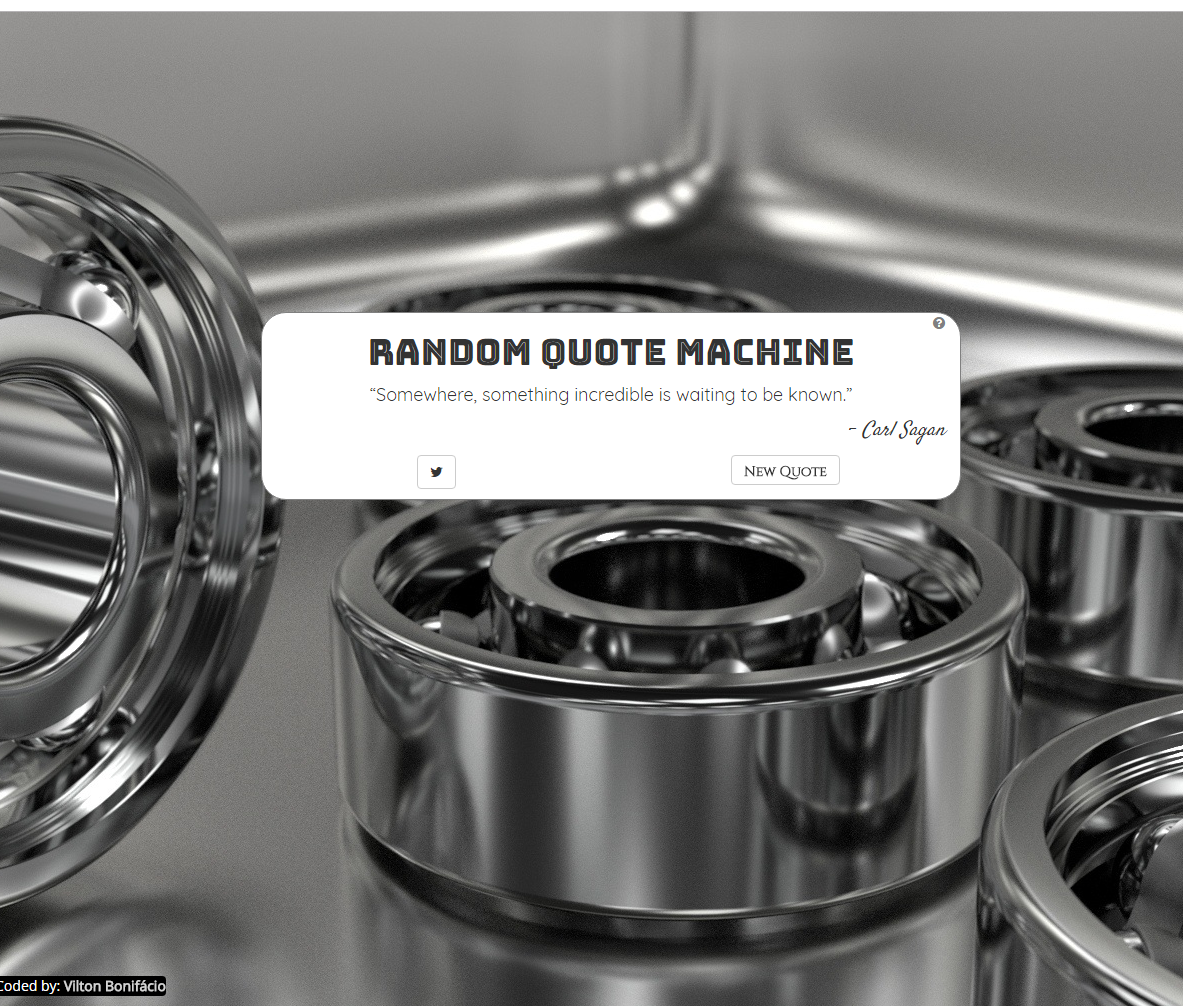 ?
RANDOM QUOTE MACHINE
“Somewhere, something incredible is waiting to be known.”
- Carl Sagan
New Quote
Coded by: Vilton Bonifácio